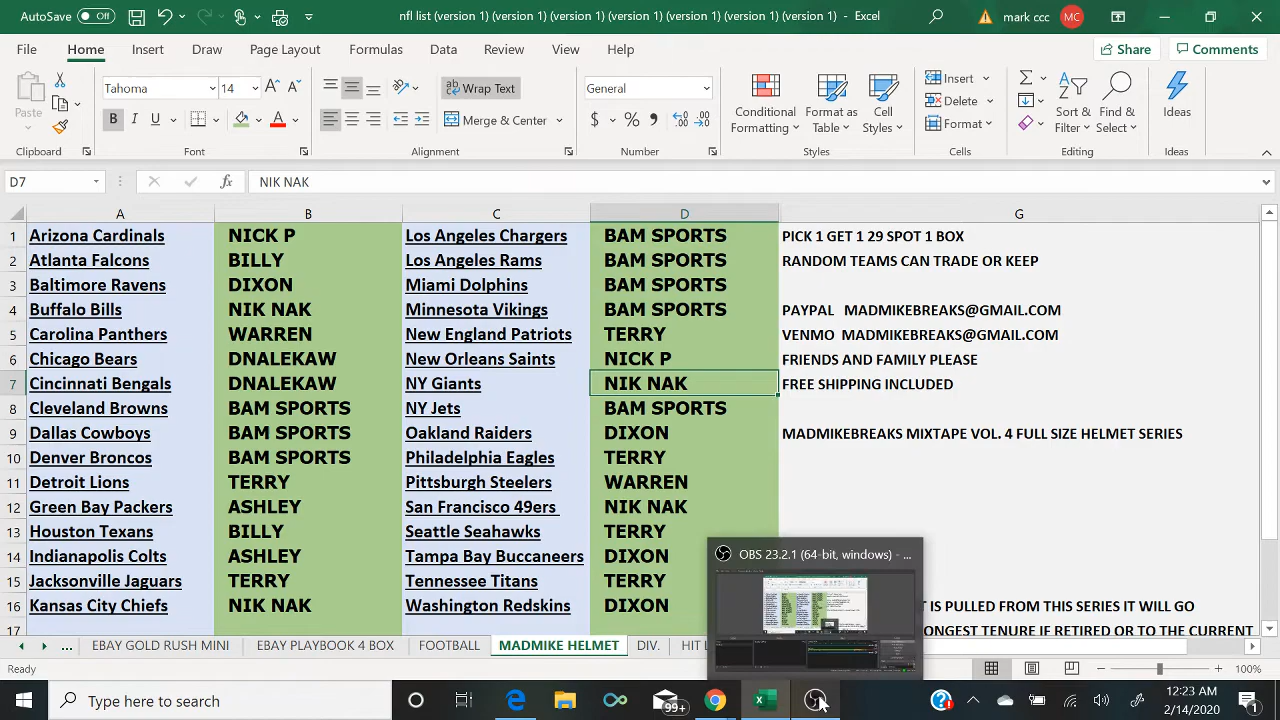 AutoSave Off nfl list (version 1) (version 1) (version 1) (version 1) (version 1) (version 1) (version 1) (version 1) - Excel mark ccc MC
File Home Insert Draw Page Layout Formulas Data Review View Help Share Comments
Paste Tahoma 14 ab Wrap Text General Conditional Formatting Format as Table Cell Styles Insert Sort & Filter Find & Select Ideas
B I U A Merge & Center $ % Delete Format
Clipboard Font Alignment Number Styles Cells Editing Ideas
D7 fx NIK NAK
A B C D G
1 Arizona Cardinals NICK P Los Angeles Chargers BAM SPORTS PICK 1 GET 1 29 SPOT 1 BOX
2 Atlanta Falcons BILLY Los Angeles Rams BAM SPORTS RANDOM TEAMS CAN TRADE OR KEEP
3 Baltimore Ravens DIXON Miami Dolphins BAM SPORTS
4 Buffalo Bills NIK NAK Minnesota Vikings BAM SPORTS PAYPAL MADMIKEBREAKS@GMAIL.COM
5 Carolina Panthers WARREN New England Patriots TERRY VENMO MADMIKEBREAKS@GMAIL.COM
6 Chicago Bears DNALEKAW New Orleans Saints NICK P FRIENDS AND FAMILY PLEASE
7 Cincinnati Bengals DNALEKAW NY Giants NIK NAK FREE SHIPPING INCLUDED
8 Cleveland Browns BAM SPORTS NY Jets BAM SPORTS
9 Dallas Cowboys BAM SPORTS Oakland Raiders DIXON MADMIKEBREAKS MIXTAPE VOL. 4 FULL SIZE HELMET SERIES
10 Denver Broncos BAM SPORTS Philadelphia Eagles TERRY
11 Detroit Lions TERRY Pittsburgh Steelers WARREN
12 Green Bay Packers ASHLEY San Francisco 49ers NIK NAK
13 Houston Texans BILLY Seattle Seahawks TERRY
14 Indianapolis Colts ASHLEY Tampa Bay Buccaneers DIXON
15 Jacksonville Jaguars TERRY Tennesee Titans TERRY
16 Kansas City Chiefs NIK NAK Washington Redskins DIXON T IS PULLED FROM THIS SERIES IT WILL GO
17 ONGEST TENURE IF RETIRED OR TO THE CURRENT
OBS 23.2.1 (64-bit, windows) - ...
EBAY PLAYBOOK 4 BOX FOOTBALL MADMIKE HELMET DIV.
Ready 100%
Type here to search 99+ 12:23 AM
2/14/2020 1